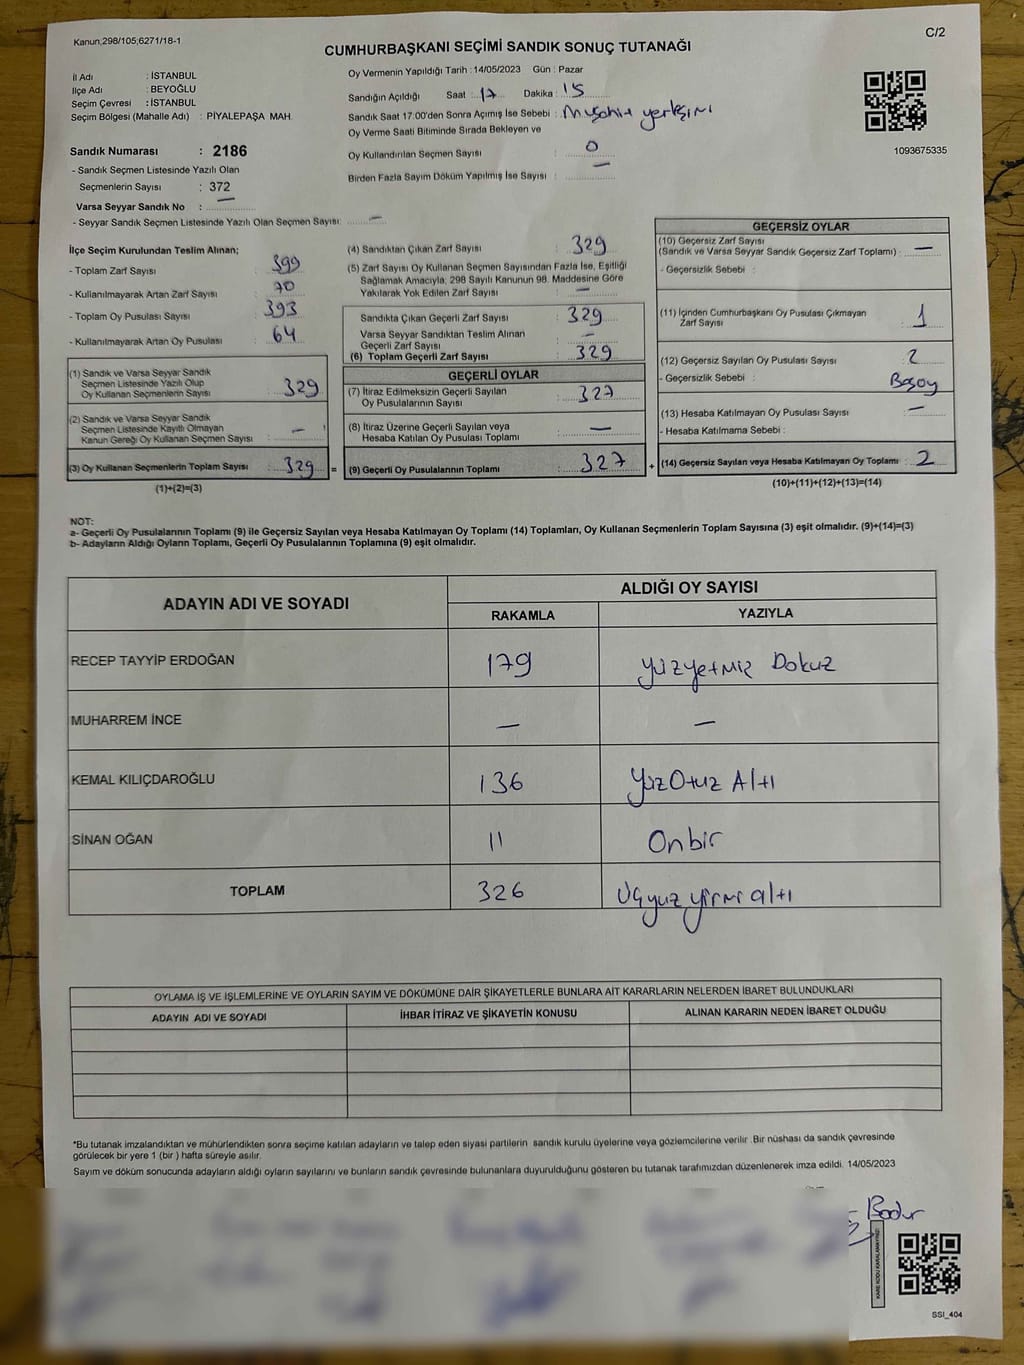 Kanun;298/105;6271/18-1
C/2
CUMHURBAŞKANI SEÇİMİ SANDIK SONUÇ TUTANAĞI
İl Adı : İSTANBUL
İlçe Adı : BEYOĞLU
Seçim Çevresi : İSTANBUL
Seçim Bölgesi (Mahalle Adı) : PİYALEPAŞA MAH.
Oy Vermenin Yapıldığı Tarih :14/05/2023 Gün : Pazar
Sandığın Açıldığı Saat : 17 Dakika : 15
Sandık Saat 17:00'den Sonra Açımış İse Sebebi : Müşahit yerleşimi
Oy Verme Saati Bitiminde Sırada Bekleyen ve
Oy Kullandırılan Seçmen Sayısı : 0
Birden Fazla Sayım Döküm Yapılmış İse Sayısı : —
1093675335
Sandık Numarası : 2186
- Sandık Seçmen Listesinde Yazılı Olan
Seçmenlerin Sayısı : 372
Varsa Seyyar Sandık No : —
- Seyyar Sandık Seçmen Listesinde Yazılı Olan Seçmen Sayısı: —
İlçe Seçim Kurulundan Teslim Alınan;
- Toplam Zarf Sayısı : 399
- Kullanılmayarak Artan Zarf Sayısı : 70
- Toplam Oy Pusulası Sayısı : 393
- Kullanılmayarak Artan Oy Pusulası : 64
(1) Sandık ve Varsa Seyyar Sandık
Seçmen Listesinde Yazılı Olup
Oy Kullanan Seçmenlerin Sayısı : 329
(2) Sandık ve Varsa Seyyar Sandık
Seçmen Listesinde Kayıtlı Olmayan
Kanun Gereği Oy Kullanan Seçmen Sayısı : —
(3) Oy Kullanan Seçmenlerin Toplam Sayısı : 329 =
(1)+(2)=(3)
(4) Sandıktan Çıkan Zarf Sayısı : 329
(5) Zarf Sayısı Oy Kullanan Seçmen Sayısından Fazla İse, Eşitliği
Sağlamak Amacıyla, 298 Sayılı Kanunun 98. Maddesine Göre
Yakılarak Yok Edilen Zarf Sayısı : —
Sandıkta Çıkan Geçerli Zarf Sayısı : 329
Varsa Seyyar Sandıktan Teslim Alınan
Geçerli Zarf Sayısı : —
(6) Toplam Geçerli Zarf Sayısı : 329
GEÇERLİ OYLAR
(7) İtiraz Edilmeksizin Geçerli Sayılan
Oy Pusulalarının Sayısı : 327
(8) İtiraz Üzerine Geçerli Sayılan veya
Hesaba Katılan Oy Pusulası Toplamı : —
(9) Geçerli Oy Pusulalarının Toplamı : 327 +
GEÇERSİZ OYLAR
(10) Geçersiz Zarf Sayısı
(Sandık ve Varsa Seyyar Sandık Geçersiz Zarf Toplamı) : —
- Geçersizlik Sebebi :
(11) İçinden Cumhurbaşkanı Oy Pusulası Çıkmayan
Zarf Sayısı : 1
(12) Geçersiz Sayılan Oy Pusulası Sayısı : 2
- Geçersizlik Sebebi : Boşoy
(13) Hesaba Katılmayan Oy Pusulası Sayısı : —
- Hesaba Katılmama Sebebi :
(14) Geçersiz Sayılan veya Hesaba Katılmayan Oy Toplamı : 2
(10)+(11)+(12)+(13)=(14)
NOT:
a- Geçerli Oy Pusulalarının Toplamı (9) ile Geçersiz Sayılan veya Hesaba Katılmayan Oy Toplamı (14) Toplamları, Oy Kullanan Seçmenlerin Toplam Sayısına (3) eşit olmalıdır. (9)+(14)=(3)
b- Adayların Aldığı Oyların Toplamı, Geçerli Oy Pusulalarının Toplamına (9) eşit olmalıdır.
ADAYIN ADI VE SOYADI
ALDIĞI OY SAYISI
RAKAMLA YAZIYLA
RECEP TAYYİP ERDOĞAN 179 Yüzyetmiş Dokuz
MUHARREM İNCE — —
KEMAL KILIÇDAROĞLU 136 Yüz Otuz Altı
SİNAN OĞAN 11 Onbir
TOPLAM 326 Üçyüz yirmi altı
OYLAMA İŞ VE İŞLEMLERİNE VE OYLARIN SAYIM VE DÖKÜMÜNE DAİR ŞİKAYETLERLE BUNLARA AİT KARARLARIN NELERDEN İBARET BULUNDUKLARI
ADAYIN ADI VE SOYADI İHBAR İTİRAZ VE ŞİKAYETİN KONUSU ALINAN KARARIN NEDEN İBARET OLDUĞU
*Bu tutanak imzalandıktan ve mühürlendikten sonra seçime katılan adayların ve talep eden siyasi partilerin sandık kurulu üyelerine veya gözlemcilerine verilir .Bir nüshası da sandık çevresinde
görülecek bir yere 1 (bir ) hafta süreyle asılır.
Sayım ve döküm sonucunda adayların aldığı oyların sayılarını ve bunların sandık çevresinde bulunanlara duyurulduğunu gösteren bu tutanak tarafımızdan düzenlenerek imza edildi. 14/05/2023
KARE KODU KARALAMAYINIZ!
SSI_404